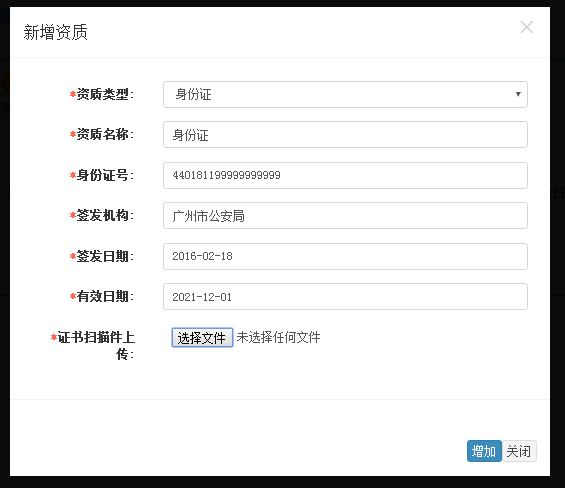 新增资质
*资质类型: 身份证
*资质名称: 身份证
*身份证号: 440181199999999999
*签发机构: 广州市公安局
*签发日期: 2016-02-18
*有效日期: 2021-12-01
*证书扫描件上传: 选择文件 未选择任何文件
增加 关闭